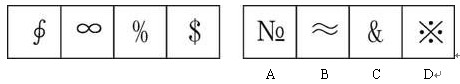 ∮ ∞ % $ № ≈ & ※
A B C D